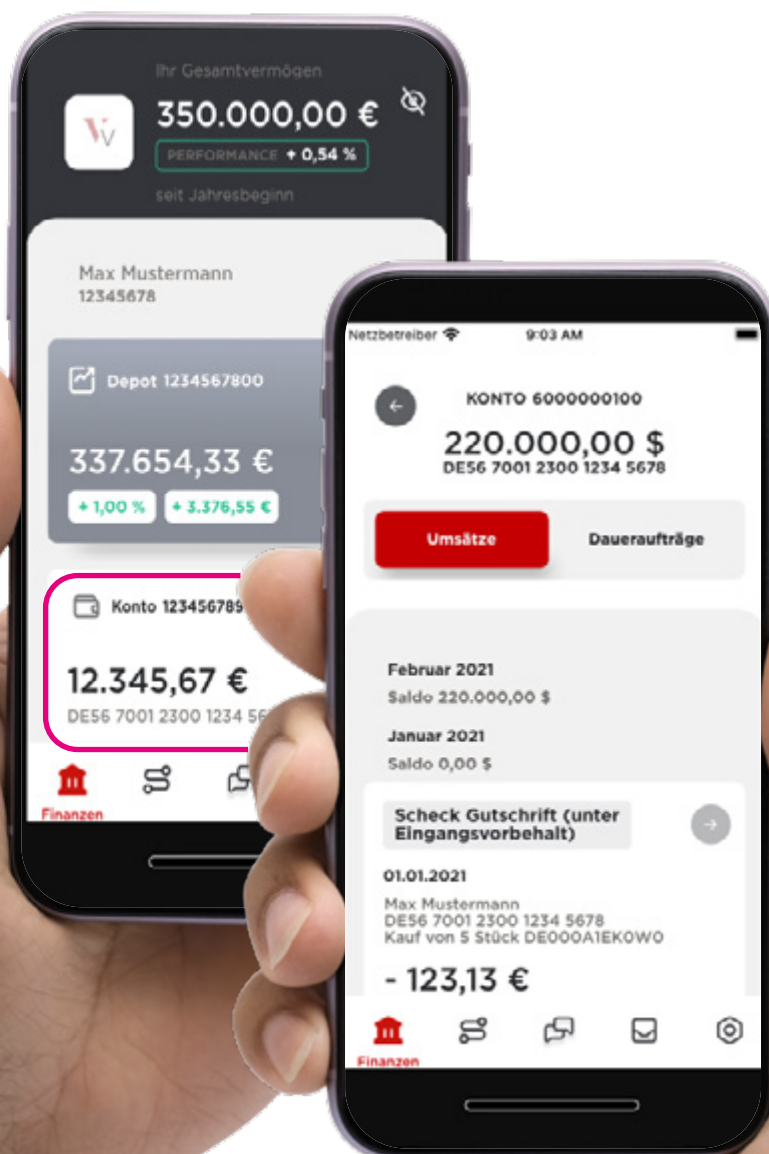 Ihr Gesamtvermögen
350.000,00 €
PERFORMANCE + 0,54 %
seit Jahresbeginn
VV
Max Mustermann
12345678
Depot 1234567800
337.654,33 €
+ 1,00 % + 3.376,55 €
Konto 123456789
12.345,67 €
DE56 7001 2300 1234 56
Finanzen
Netzbetreiber 9:03 AM
KONTO 6000000100
220.000,00 $
DE56 7001 2300 1234 5678
Umsätze Daueraufträge
Februar 2021
Saldo 220.000,00 $
Januar 2021
Saldo 0,00 $
Scheck Gutschrift (unter
Eingangsvorbehalt)
01.01.2021
Max Mustermann
DE56 7001 2300 1234 5678
Kauf von 5 Stück DE000A1EK0W0
- 123,13 €
Finanzen